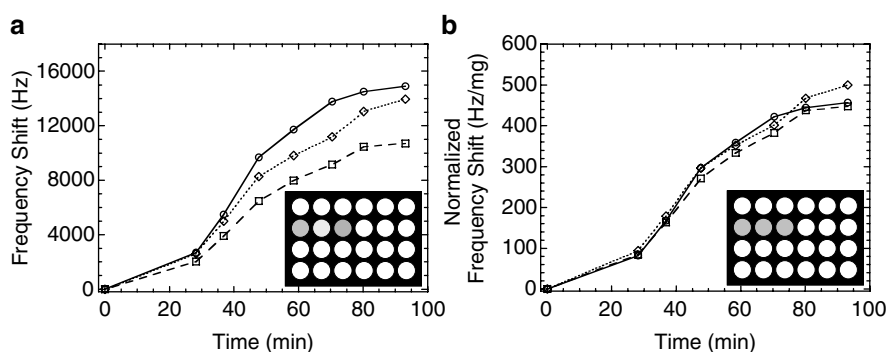 a
Frequency Shift (Hz)
16000
12000
8000
4000
0
0 20 40 60 80 100
Time (min)
b
Normalized
Frequency Shift (Hz/mg)
600
500
400
300
200
100
0
0 20 40 60 80 100
Time (min)